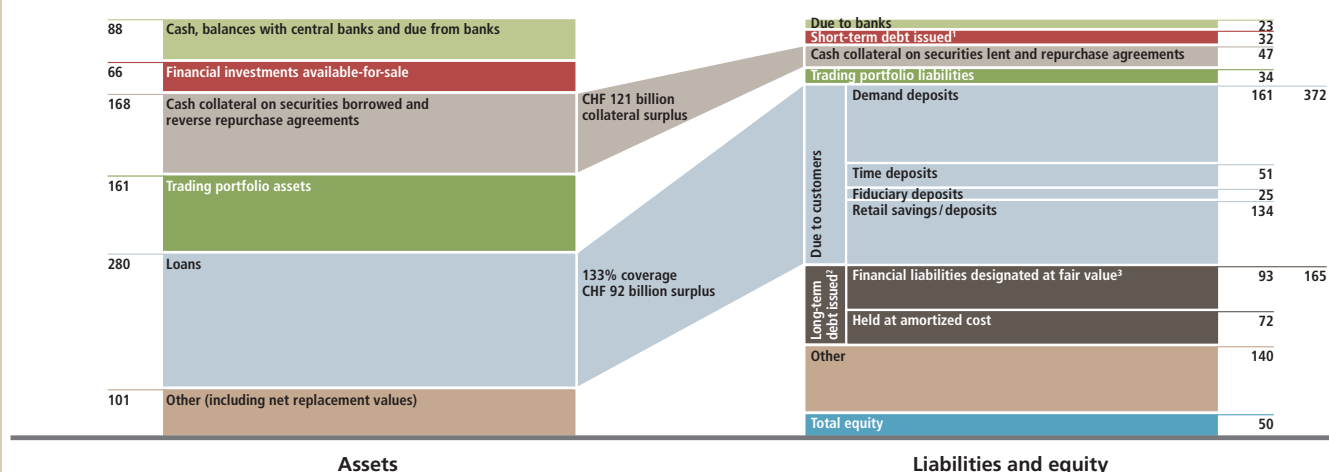 88 Cash, balances with central banks and due from banks
66 Financial investments available-for-sale
168 Cash collateral on securities borrowed and
reverse repurchase agreements
161 Trading portfolio assets
280 Loans
101 Other (including net replacement values)
CHF 121 billion
collateral surplus
133% coverage
CHF 92 billion surplus
Due to banks 23
Short-term debt issued¹ 32
Cash collateral on securities lent and repurchase agreements 47
Trading portfolio liabilities 34
Due to customers
Demand deposits 161 372
Time deposits 51
Fiduciary deposits 25
Retail savings/deposits 134
Long-term
debt issued²
Financial liabilities designated at fair value³ 93 165
Held at amortized cost 72
Other 140
Total equity 50
Assets
Liabilities and equity